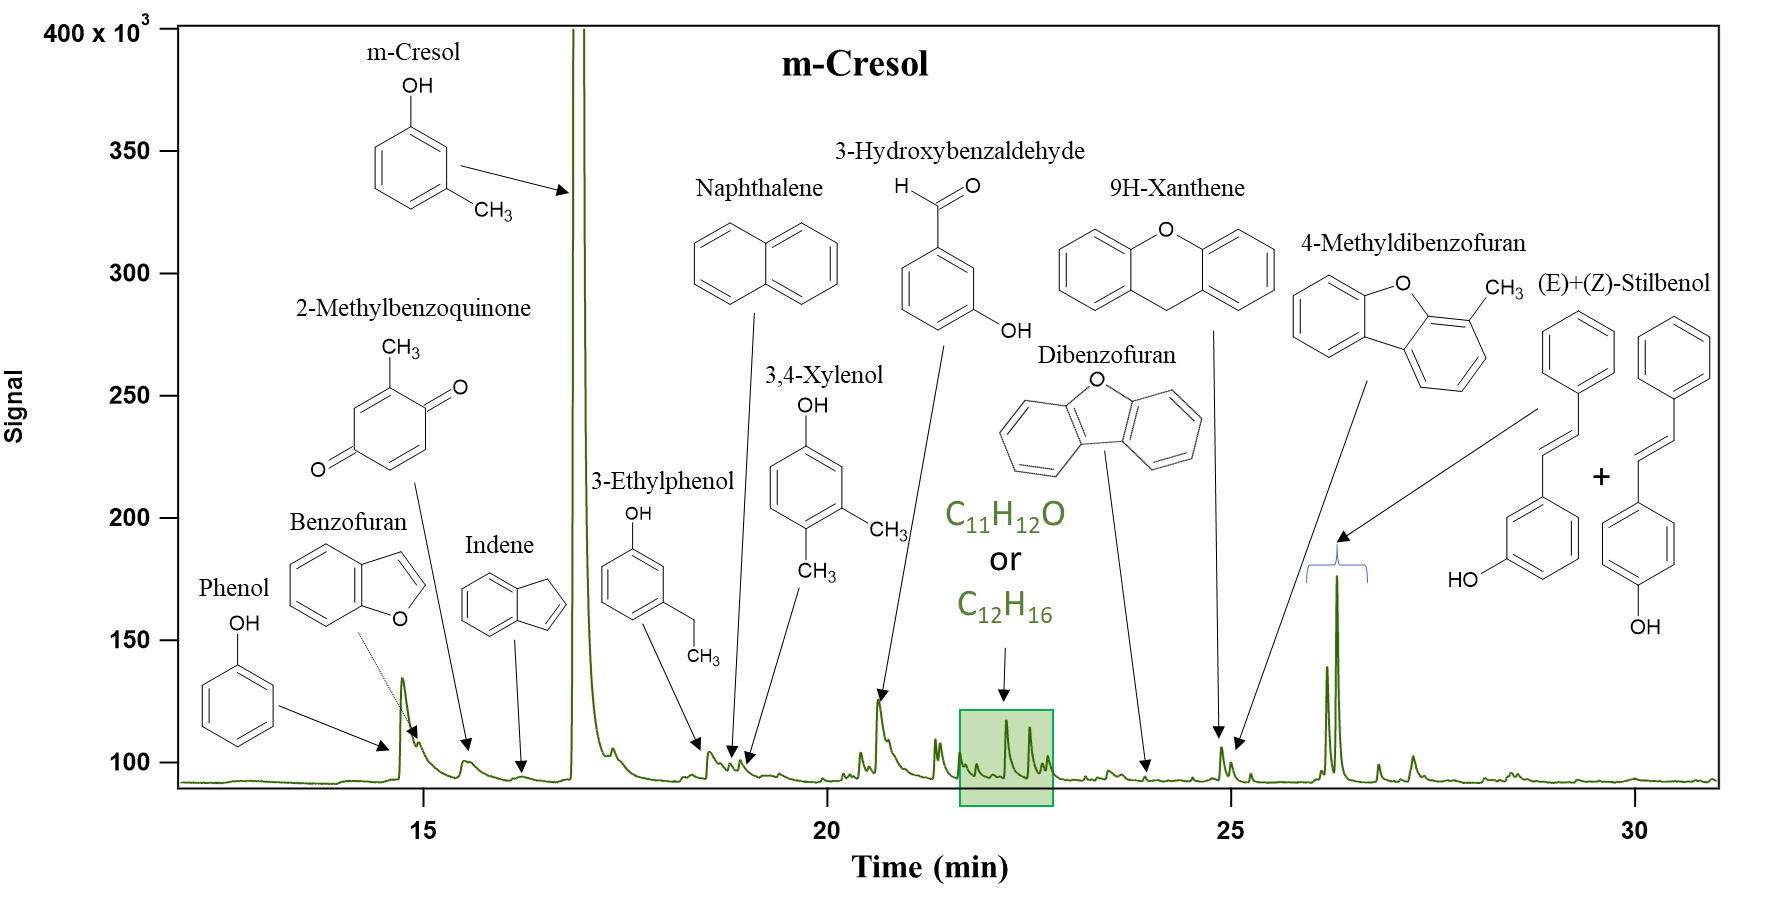 400 x 10³
350
300
250
200
150
100
Signal
m-Cresol
m-Cresol
OH
CH₃
2-Methylbenzoquinone
CH₃
O
O
Benzofuran
O
Phenol
OH
Indene
3-Ethylphenol
OH
CH₃
Naphthalene
3,4-Xylenol
OH
CH₃
CH₃
3-Hydroxybenzaldehyde
H
O
OH
C₁₁H₁₂O
or
C₁₂H₁₆
Dibenzofuran
O
9H-Xanthene
O
4-Methyldibenzofuran
O
CH₃
(E)+(Z)-Stilbenol
HO
+
OH
15
20
25
30
Time (min)